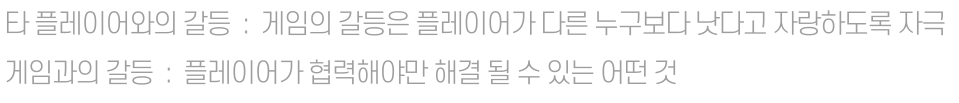 타 플레이어와의 갈등 : 게임의 갈등은 플레이어가 다른 누구보다 낫다고 자랑하도록 자극
게임과의 갈등 : 플레이어가 협력해야만 해결 될 수 있는 어떤 것